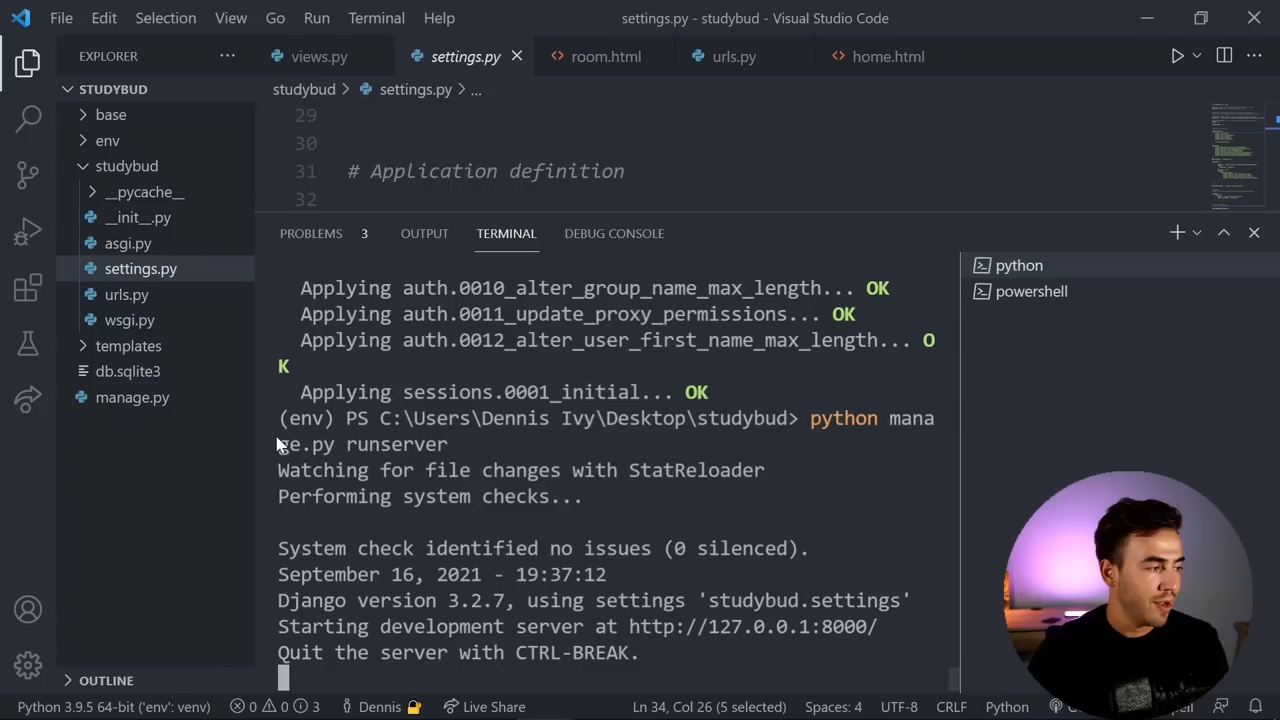 File Edit Selection View Go Run Terminal Help settings.py - studybud - Visual Studio Code
EXPLORER ... views.py settings.py room.html urls.py home.html
STUDYBUD
studybud > settings.py > ...
base
env
studybud
__pycache__
__init__.py
asgi.py
settings.py
urls.py
wsgi.py
templates
db.sqlite3
manage.py
OUTLINE
29
30
31 # Application definition
32
PROBLEMS 3 OUTPUT TERMINAL DEBUG CONSOLE
Applying auth.0010_alter_group_name_max_length... OK
Applying auth.0011_update_proxy_permissions... OK
Applying auth.0012_alter_user_first_name_max_length... O
K
Applying sessions.0001_initial... OK
(env) PS C:\Users\Dennis Ivy\Desktop\studybud> python mana
ge.py runserver
Watching for file changes with StatReloader
Performing system checks...
System check identified no issues (0 silenced).
September 16, 2021 - 19:37:12
Django version 3.2.7, using settings 'studybud.settings'
Starting development server at http://127.0.0.1:8000/
Quit the server with CTRL-BREAK.
python
powershell
Python 3.9.5 64-bit ('env': venv) 0 0 3 Dennis Live Share Ln 34, Col 26 (5 selected) Spaces: 4 UTF-8 CRLF Python